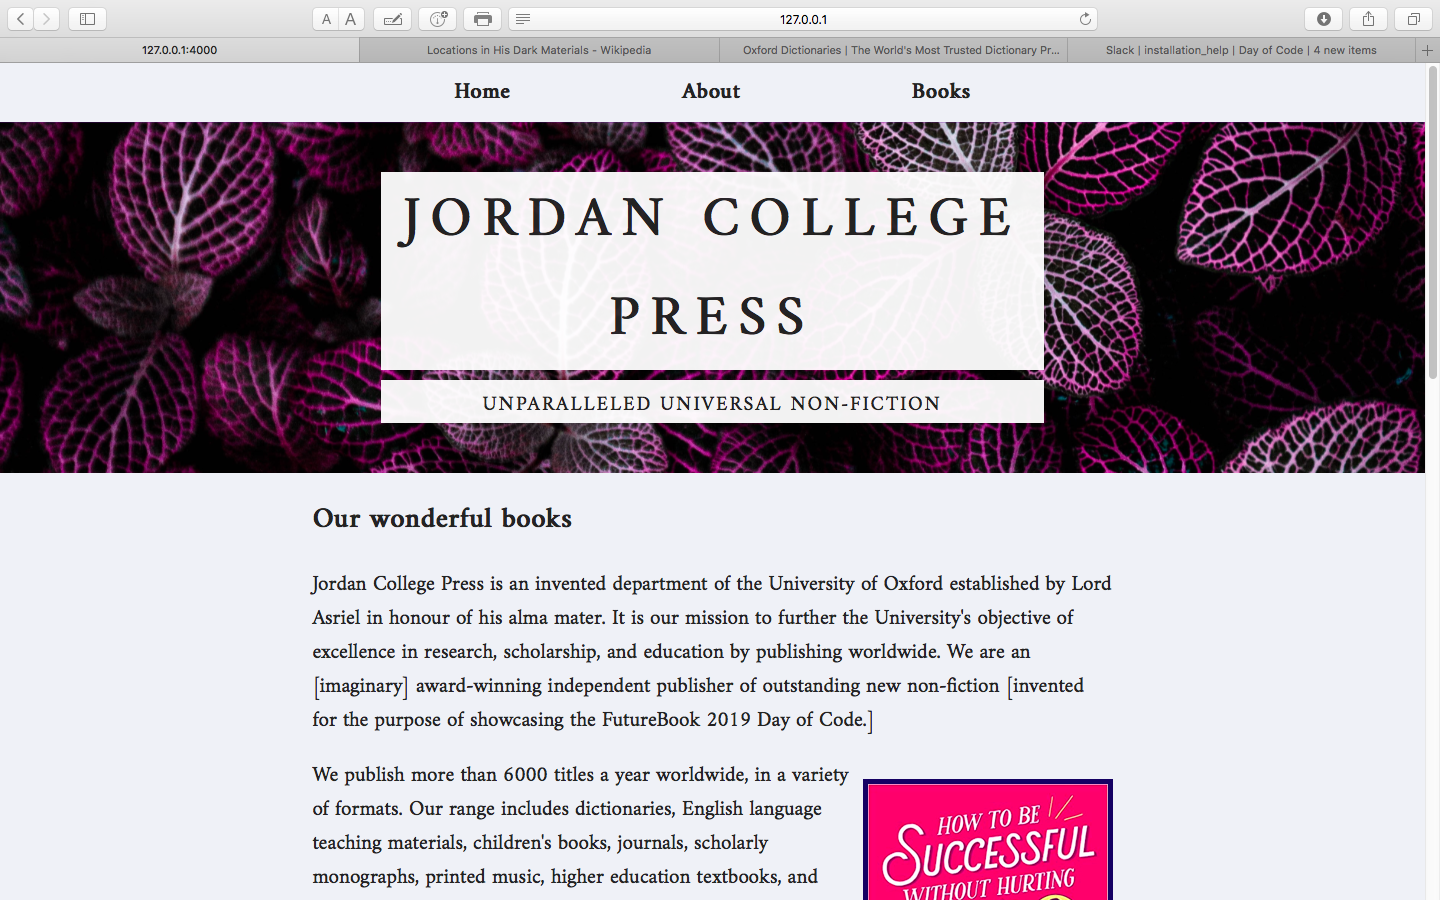 A A
127.0.0.1
127.0.0.1:4000
Locations in His Dark Materials - Wikipedia
Oxford Dictionaries | The World's Most Trusted Dictionary Pr...
Slack | installation_help | Day of Code | 4 new items
Home
About
Books
JORDAN COLLEGE
PRESS
UNPARALLELED UNIVERSAL NON-FICTION
Our wonderful books
Jordan College Press is an invented department of the University of Oxford established by Lord
Asriel in honour of his alma mater. It is our mission to further the University's objective of
excellence in research, scholarship, and education by publishing worldwide. We are an
[imaginary] award-winning independent publisher of outstanding new non-fiction [invented
for the purpose of showcasing the FutureBook 2019 Day of Code.]
We publish more than 6000 titles a year worldwide, in a variety
of formats. Our range includes dictionaries, English language
teaching materials, children's books, journals, scholarly
monographs, printed music, higher education textbooks, and
HOW TO BE
SUCCESSFUL
WITHOUT HURTING